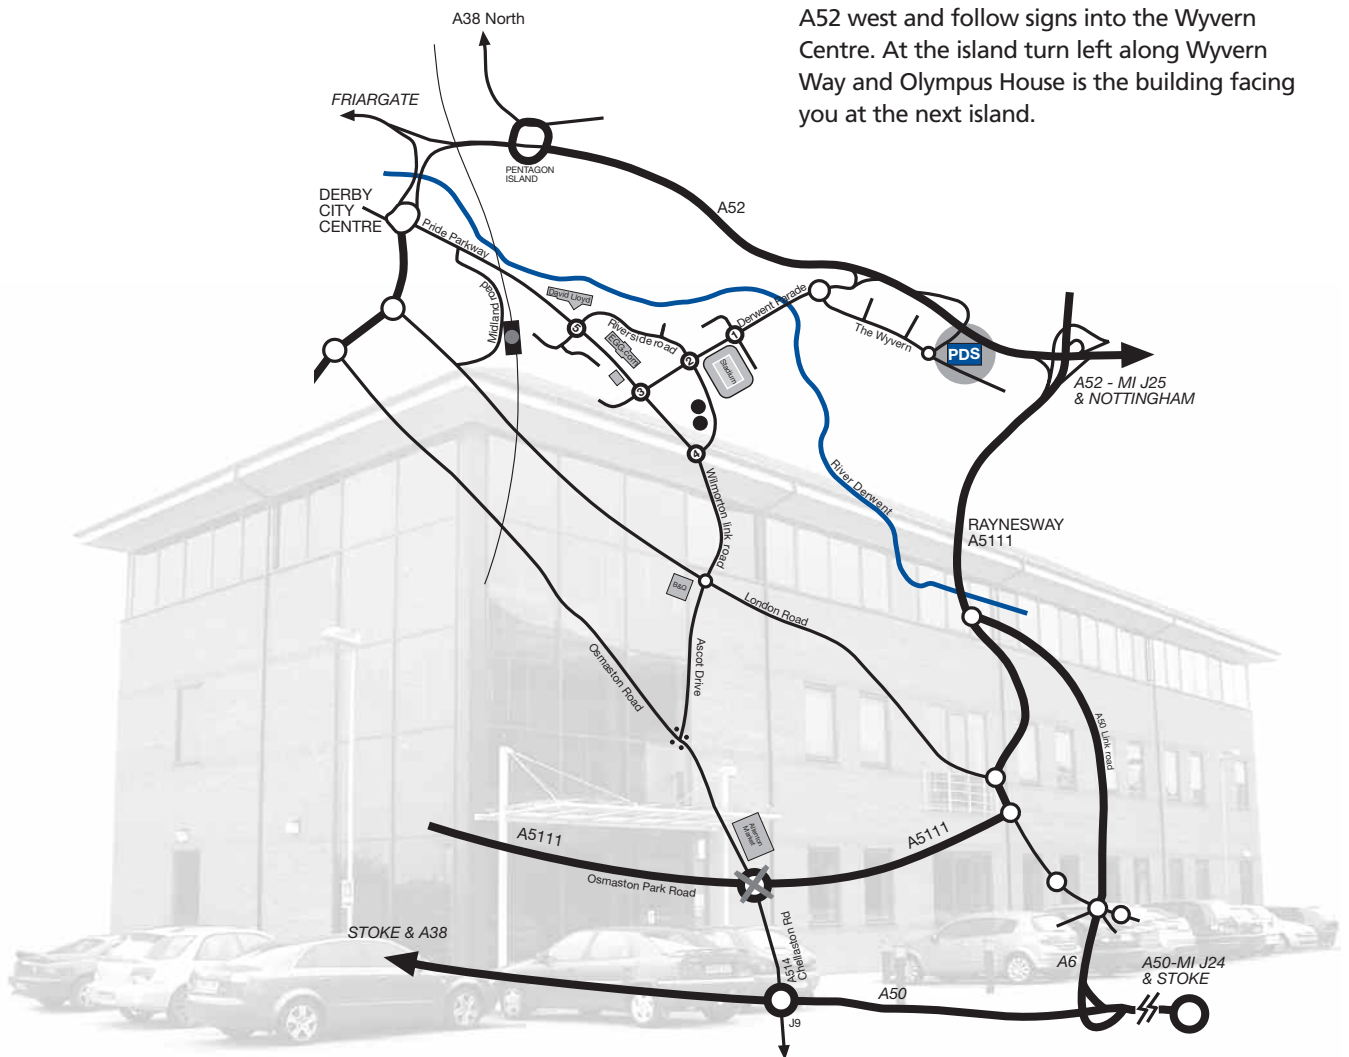 A52 west and follow signs into the Wyvern
Centre. At the island turn left along Wyvern
Way and Olympus House is the building facing
you at the next island.
A38 North
FRIARGATE
PENTAGON
ISLAND
DERBY
CITY
CENTRE
A52
Pride Parkway
David Lloyd
Midland road
Riverside road
EGG.com
Derwent Parade
Stadium
The Wyvern
PDS
1
2
3
4
5
A52 - MI J25
& NOTTINGHAM
Wilmorton link road
River Derwent
RAYNESWAY
A5111
B&Q
London Road
Ascot Drive
Osmaston Road
A50 Link road
Allenton
Market
A5111
A5111
Osmaston Park Road
STOKE & A38
A514
Chellaston Rd
A6
A50-MI J24
& STOKE
A50
J9